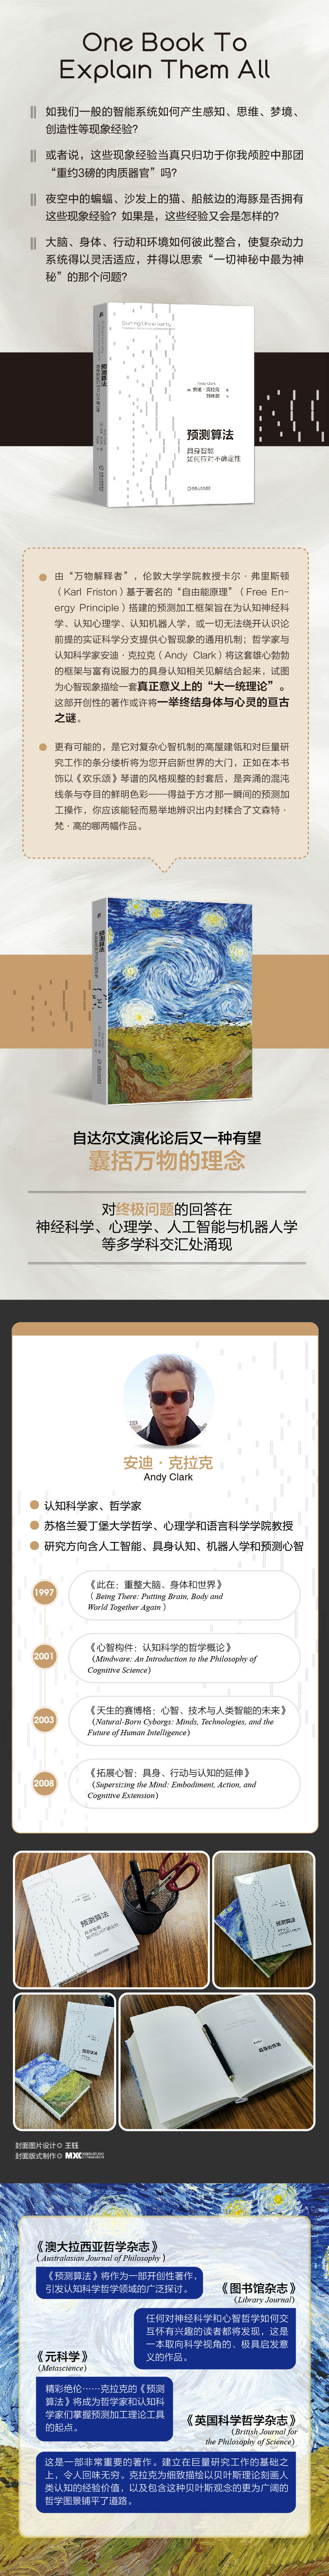 One Book To
Explain Them All
如我们一般的智能系统如何产生感知、思维、梦境、
创造性等现象经验？
或者说，这些现象经验当真只归功于你我颅腔中那团
“重约3磅的肉质器官”吗？
夜空中的蝙蝠、沙发上的猫、船舷边的海豚是否拥有
这些现象经验？如果是，这些经验又会是怎样的？
大脑、身体、行动和环境如何彼此整合，使复杂动力
系统得以灵活适应，并得以思索“一切神秘中最为神
秘”的那个问题？
Surfing Uncertainty
Andy Clark
预测算法
具身智能
如何应对不确定性
预测算法
由“万物解释者”，伦敦大学学院教授卡尔·弗里斯顿
（Karl Friston）基于著名的“自由能原理”（Free En-
ergy Principle）搭建的预测加工框架旨在为认知神经科
学、认知心理学、认知机器人学，或一切无法绕开认识论
前提的实证科学分支提供心智现象的通用机制；哲学家与
认知科学家安迪·克拉克（Andy Clark）将这套雄心勃勃
的框架与富有说服力的具身认知相关见解结合起来，试图
为心智现象描绘一套真正意义上的“大一统理论”。
这部开创性的著作或许将一举终结身体与心灵的亘古
之谜。
更有可能的，是它对复杂心智机制的高屋建瓴和对巨量研
究工作的条分缕析将为您开启新世界的大门，正如在本书
饰以《欢乐颂》琴谱的风格规整的封套后，是奔涌的混沌
线条与夺目的鲜明色彩——得益于方才那一瞬间的预测加
工操作，你应该能轻而易举地辨识出内封糅合了文森特·
梵·高的哪两幅作品。
预测算法
自达尔文演化论后又一种有望
囊括万物的理念
对终极问题的回答在
神经科学、心理学、人工智能与机器人学
等多学科交汇处涌现
安迪·克拉克
Andy Clark
认知科学家、哲学家
苏格兰爱丁堡大学哲学、心理学和语言科学学院教授
研究方向含人工智能、具身认知、机器人学和预测心智
1997
《此在：重整大脑、身体和世界》
（Being There: Putting Brain, Body and
World Together Again）
2001
《心智构件：认知科学的哲学概论》
（Mindware: An Introduction to the Philosophy of
Cognitive Science）
2003
《天生的赛博格：心智、技术与人类智能的未来》
（Natural-Born Cyborgs: Minds, Technologies, and the
Future of Human Intelligence）
2008
《拓展心智：具身、行动与认知的延伸》
（Supersizing the Mind: Embodiment, Action, and
Cognitive Extension）
预测算法
预测算法
预测算法
封面图片设计 王钰
封面版式制作 MXK
《澳大拉西亚哲学杂志》
（Australasian Journal of Philosophy）
《预测算法》将作为一部开创性著作，
引发认知科学哲学领域的广泛探讨。
《图书馆杂志》
（Library Journal）
任何对神经科学和心智哲学如何交
互怀有兴趣的读者都将发现，这是
一本取向科学视角的、极具启发意
义的作品。
《元科学》
（Metascience）
精彩绝伦……克拉克的《预测
算法》将成为哲学家和认知科
学家们掌握预测加工理论工具
的起点。
《英国科学哲学杂志》
（British Journal for
the Philosophy of Science）
这是一部非常重要的著作。建立在巨量研究工作的基础之
上，令人回味无穷。克拉克为细致描绘以贝叶斯理论刻画人
类认知的经验价值，以及包含这种贝叶斯观念的更为广阔的
哲学图景铺平了道路。